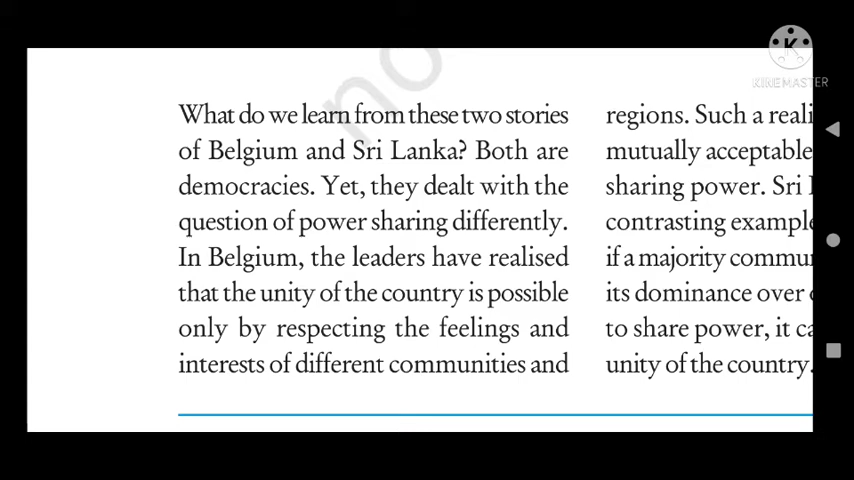 What do we learn from these two stories
of Belgium and Sri Lanka? Both are
democracies. Yet, they dealt with the
question of power sharing differently.
In Belgium, the leaders have realised
that the unity of the country is possible
only by respecting the feelings and
interests of different communities and
regions. Such a
mutually acceptable
sharing power. Sri
contrasting
if a majority
its dominance over
to share power, it
unity of the country.
no
K
KINEMASTER